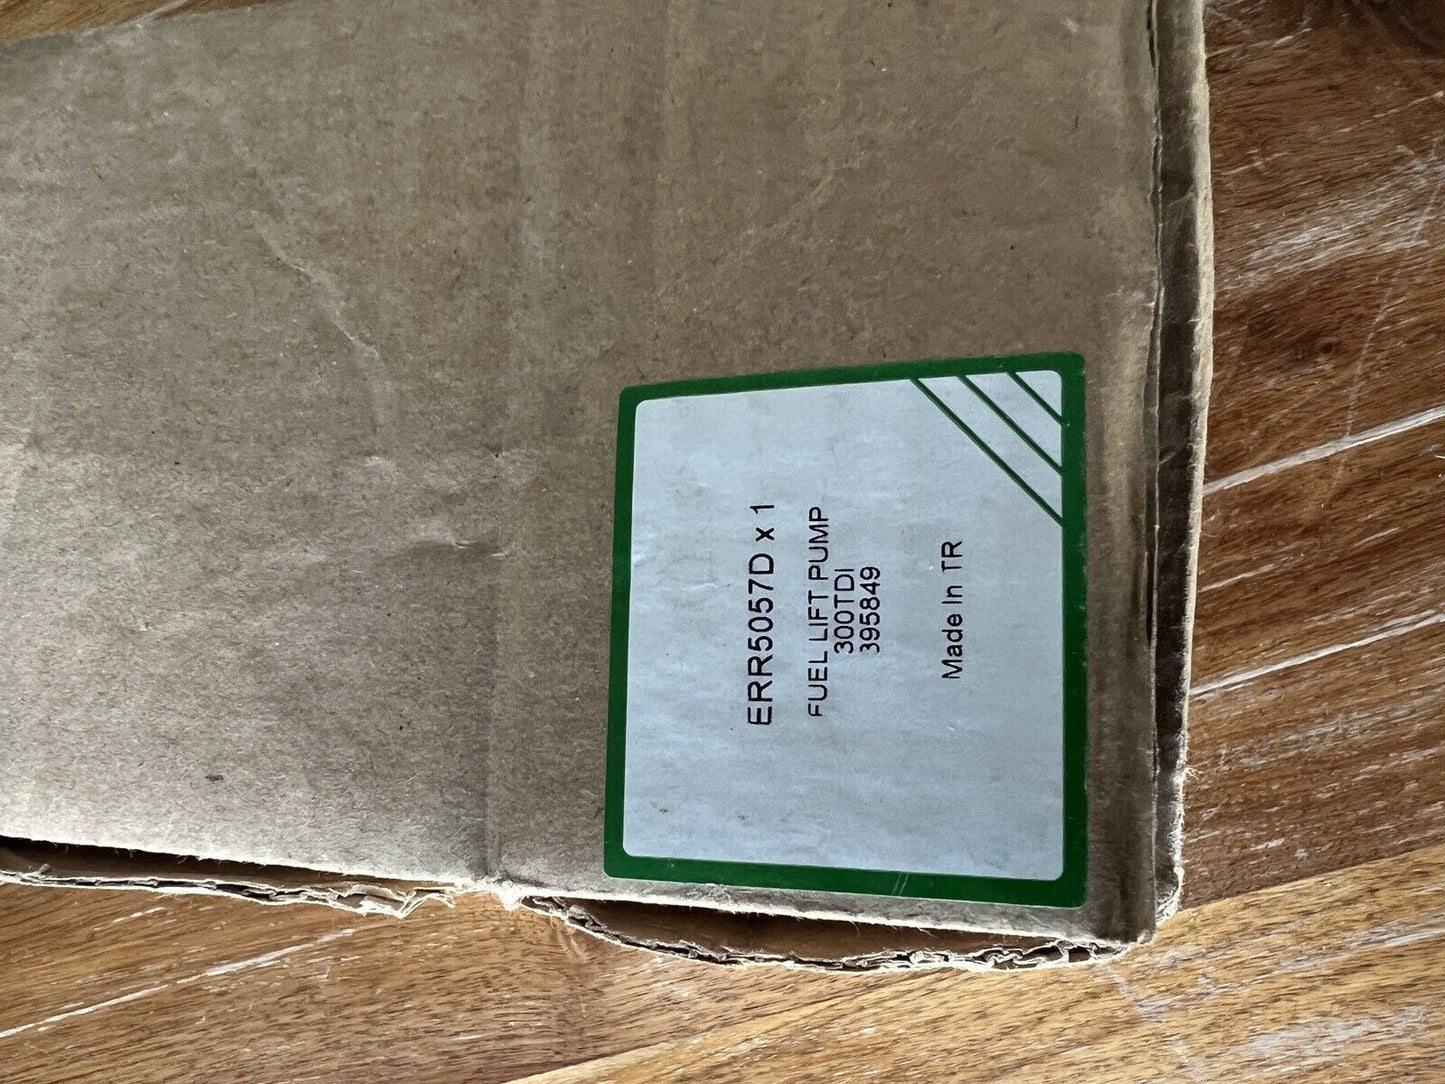 ERR5057D x 1
FUEL LIFT PUMP
300TDI
395849
Made In TR